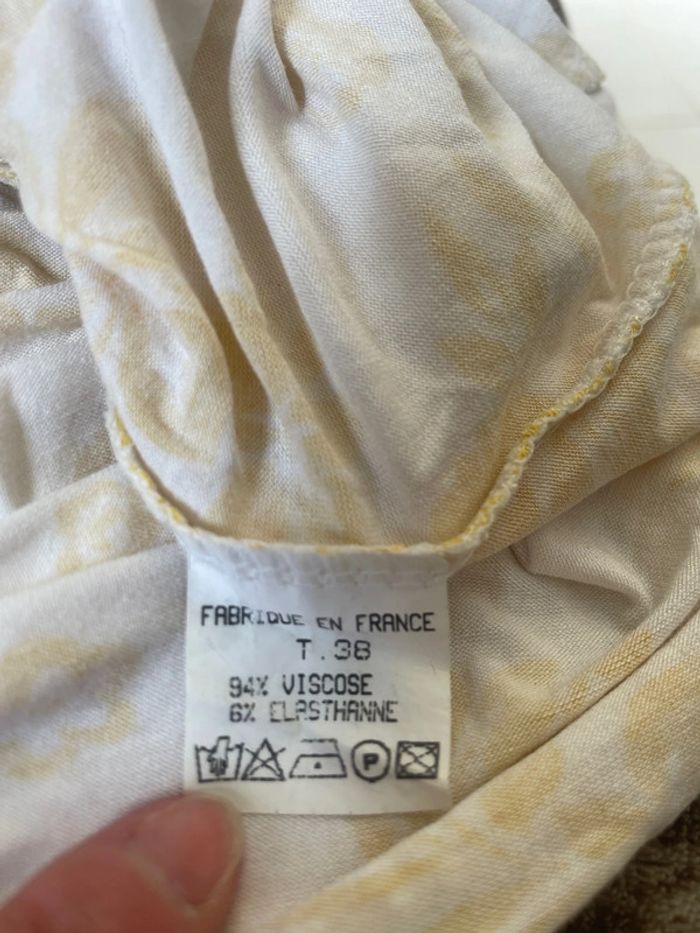 FABRIQUE EN FRANCE
T.38
94% VISCOSE
6% ELASTHANNE
P